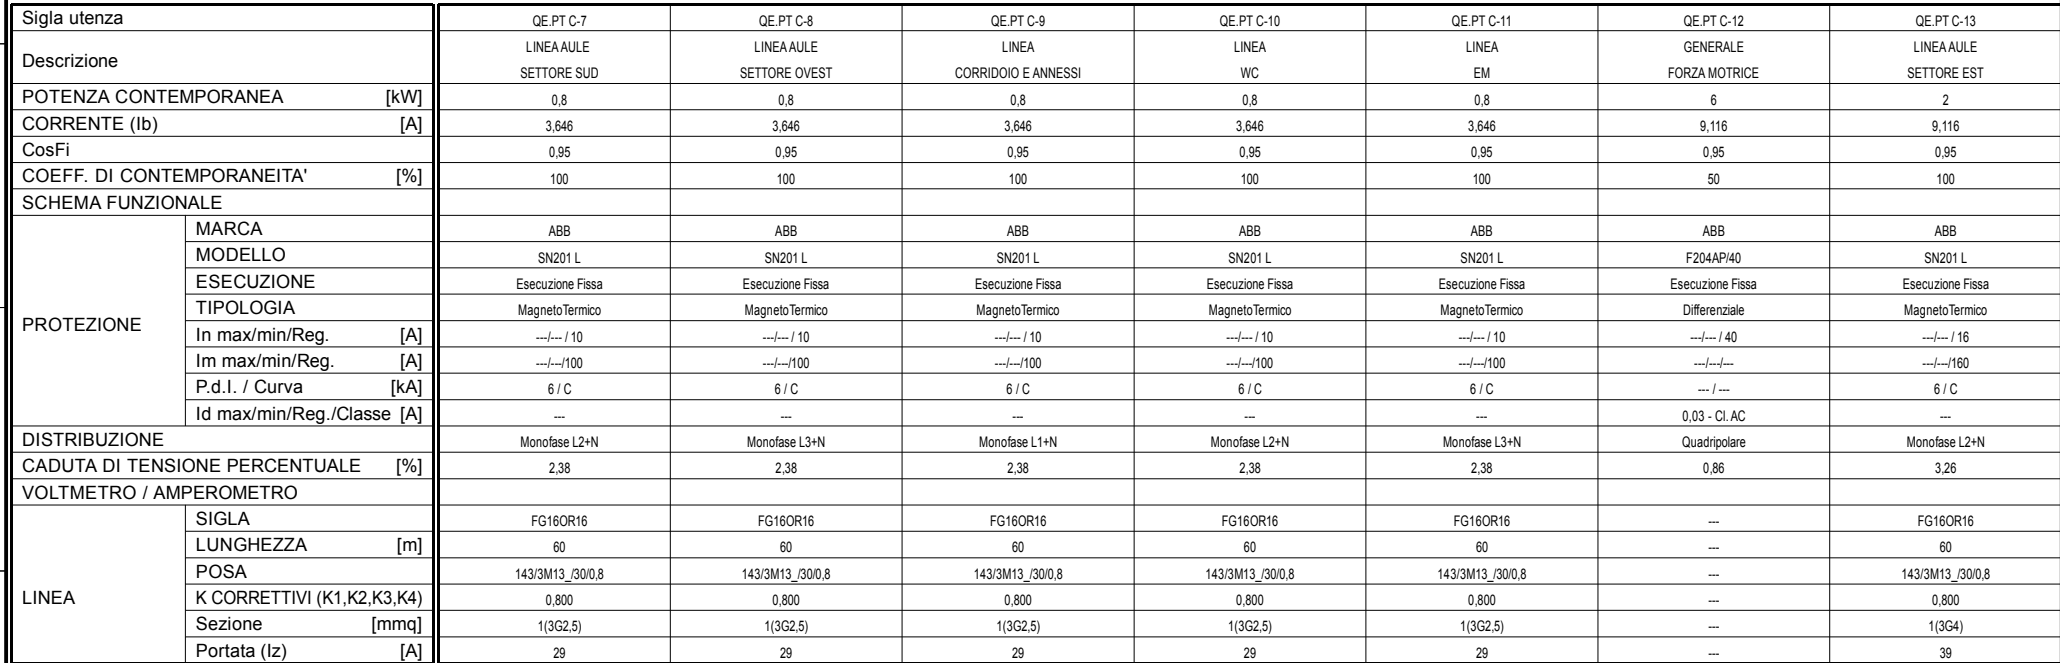 Sigla utenza QE.PT C-7 QE.PT C-8 QE.PT C-9 QE.PT C-10 QE.PT C-11 QE.PT C-12 QE.PT C-13
Descrizione LINEA AULE SETTORE SUD LINEA AULE SETTORE OVEST LINEA CORRIDOIO E ANNESSI LINEA WC LINEA EM GENERALE FORZA MOTRICE LINEA AULE SETTORE EST
POTENZA CONTEMPORANEA [kW] 0,8 0,8 0,8 0,8 0,8 6 2
CORRENTE (Ib) [A] 3,646 3,646 3,646 3,646 3,646 9,116 9,116
CosFi 0,95 0,95 0,95 0,95 0,95 0,95 0,95
COEFF. DI CONTEMPORANEITA' [%] 100 100 100 100 100 50 100
SCHEMA FUNZIONALE
PROTEZIONE
MARCA ABB ABB ABB ABB ABB ABB ABB
MODELLO SN201 L SN201 L SN201 L SN201 L SN201 L F204AP/40 SN201 L
ESECUZIONE Esecuzione Fissa Esecuzione Fissa Esecuzione Fissa Esecuzione Fissa Esecuzione Fissa Esecuzione Fissa Esecuzione Fissa
TIPOLOGIA MagnetoTermico MagnetoTermico MagnetoTermico MagnetoTermico MagnetoTermico Differenziale MagnetoTermico
In max/min/Reg. [A] ---/--- / 10 ---/--- / 10 ---/--- / 10 ---/--- / 10 ---/--- / 10 ---/--- / 40 ---/--- / 16
Im max/min/Reg. [A] ---/---/100 ---/---/100 ---/---/100 ---/---/100 ---/---/100 ---/---/--- ---/---/160
P.d.I. / Curva [kA] 6 / C 6 / C 6 / C 6 / C 6 / C --- / --- 6 / C
Id max/min/Reg./Classe [A] --- --- --- --- --- 0,03 - Cl. AC ---
DISTRIBUZIONE Monofase L2+N Monofase L3+N Monofase L1+N Monofase L2+N Monofase L3+N Quadripolare Monofase L2+N
CADUTA DI TENSIONE PERCENTUALE [%] 2,38 2,38 2,38 2,38 2,38 0,86 3,26
VOLTMETRO / AMPEROMETRO
LINEA
SIGLA FG16OR16 FG16OR16 FG16OR16 FG16OR16 FG16OR16 --- FG16OR16
LUNGHEZZA [m] 60 60 60 60 60 --- 60
POSA 143/3M13_/30/0,8 143/3M13_/30/0,8 143/3M13_/30/0,8 143/3M13_/30/0,8 143/3M13_/30/0,8 --- 143/3M13_/30/0,8
K CORRETTIVI (K1,K2,K3,K4) 0,800 0,800 0,800 0,800 0,800 --- 0,800
Sezione [mmq] 1(3G2,5) 1(3G2,5) 1(3G2,5) 1(3G2,5) 1(3G2,5) --- 1(3G4)
Portata (Iz) [A] 29 29 29 29 29 --- 39